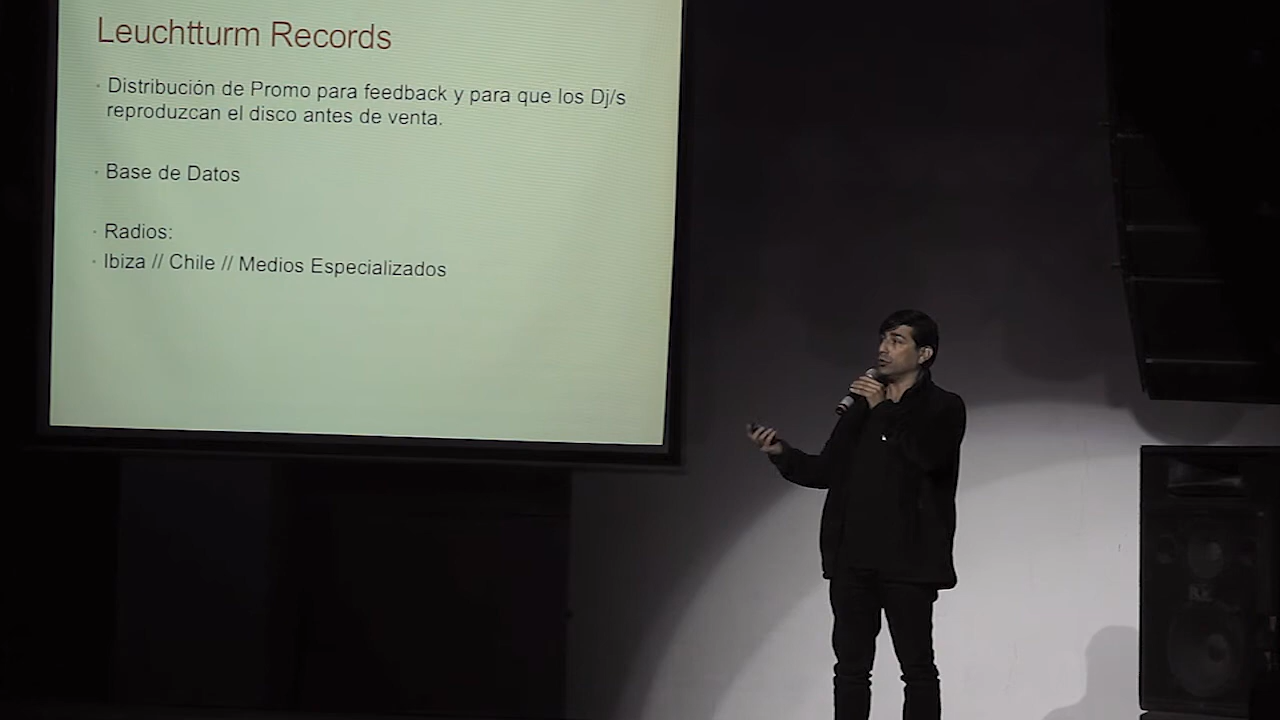 Leuchtturm Records
· Distribución de Promo para feedback y para que los Dj/s
reproduzcan el disco antes de venta.
· Base de Datos
· Radios:
· Ibiza // Chile // Medios Especializados